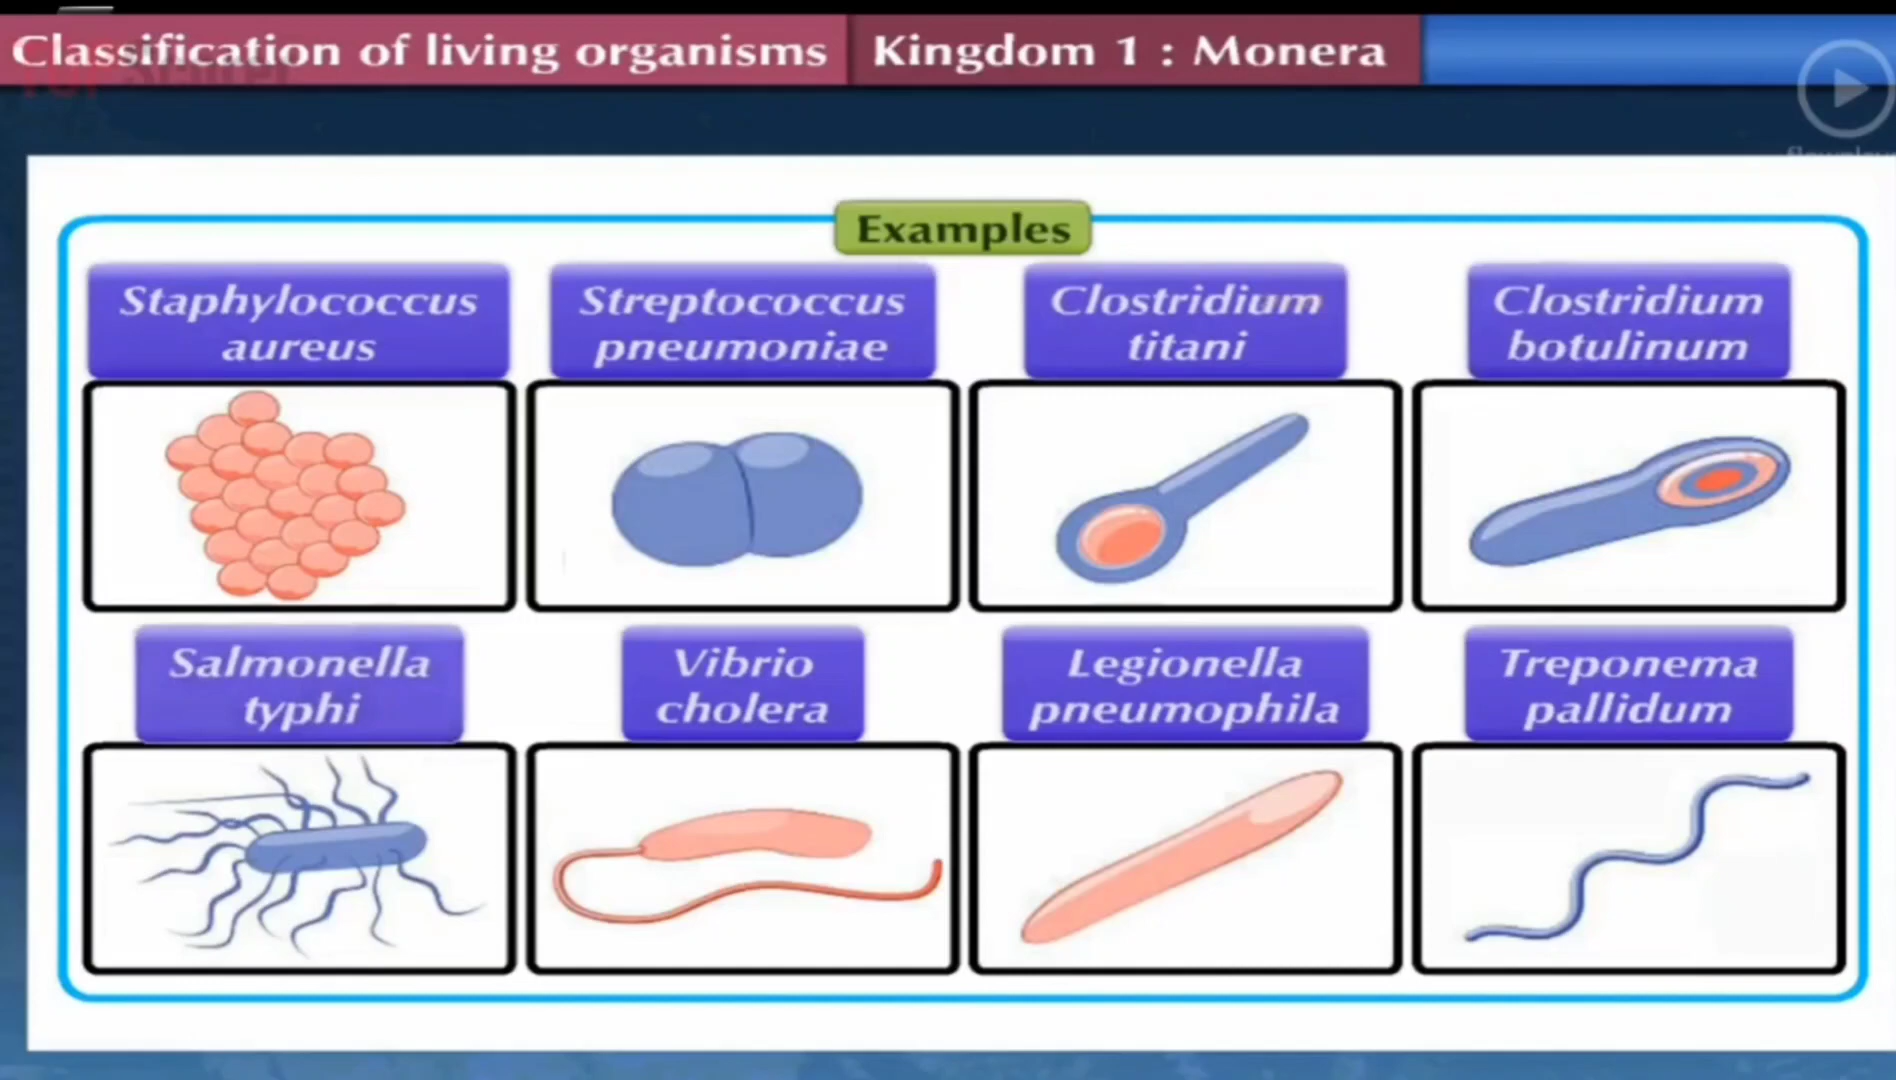 Classification of living organisms
Kingdom 1 : Monera
Examples
Staphylococcus
aureus
Streptococcus
pneumoniae
Clostridium
titani
Clostridium
botulinum
Salmonella
typhi
Vibrio
cholera
Legionella
pneumophila
Treponema
pallidum